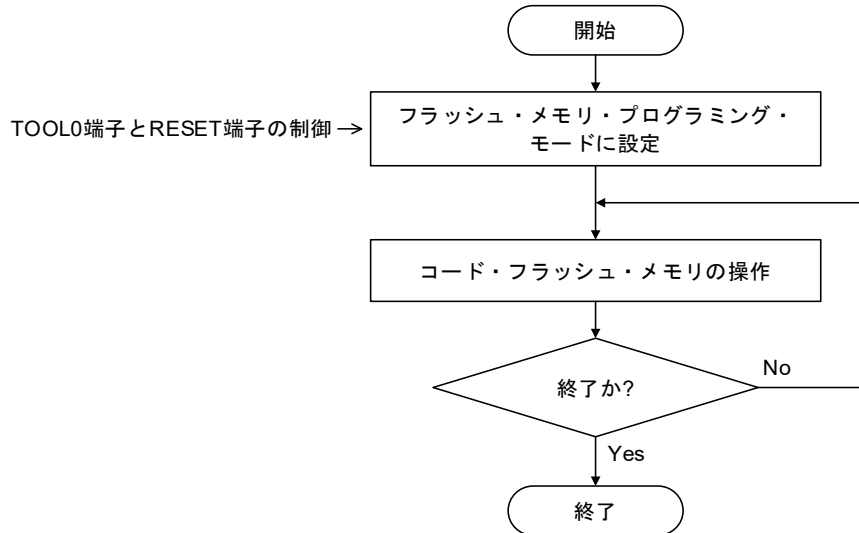 開始
TOOL0端子とRESET端子の制御
フラッシュ・メモリ・プログラミング・
モードに設定
コード・フラッシュ・メモリの操作
終了か?
No
Yes
終了